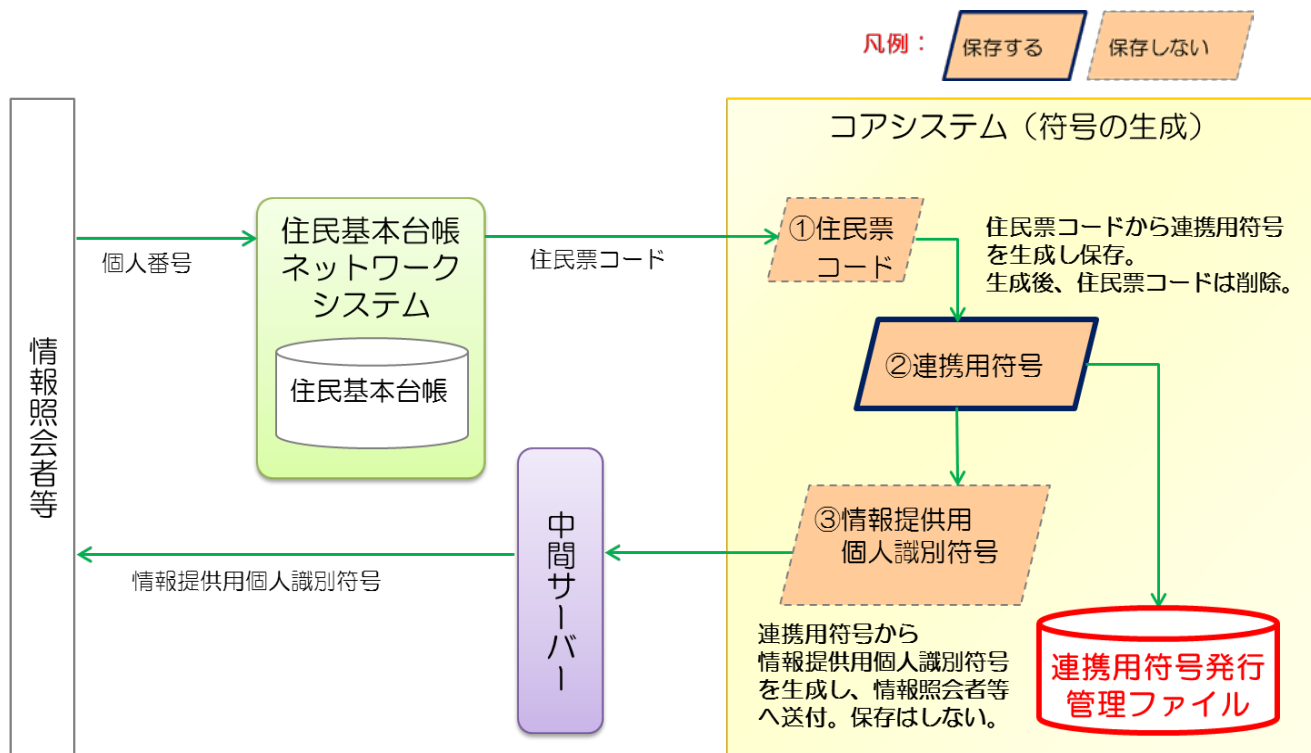 凡例：
保存する
保存しない
コアシステム（符号の生成）
情報照会者等
個人番号
住民基本台帳
ネットワーク
システム
住民基本台帳
住民票コード
①住民票
コード
住民票コードから連携用符号
を生成し保存。
生成後、住民票コードは削除。
②連携用符号
③情報提供用
個人識別符号
中間サーバー
情報提供用個人識別符号
連携用符号から
情報提供用個人識別符号
を生成し、情報照会者等
へ送付。保存はしない。
連携用符号発行
管理ファイル